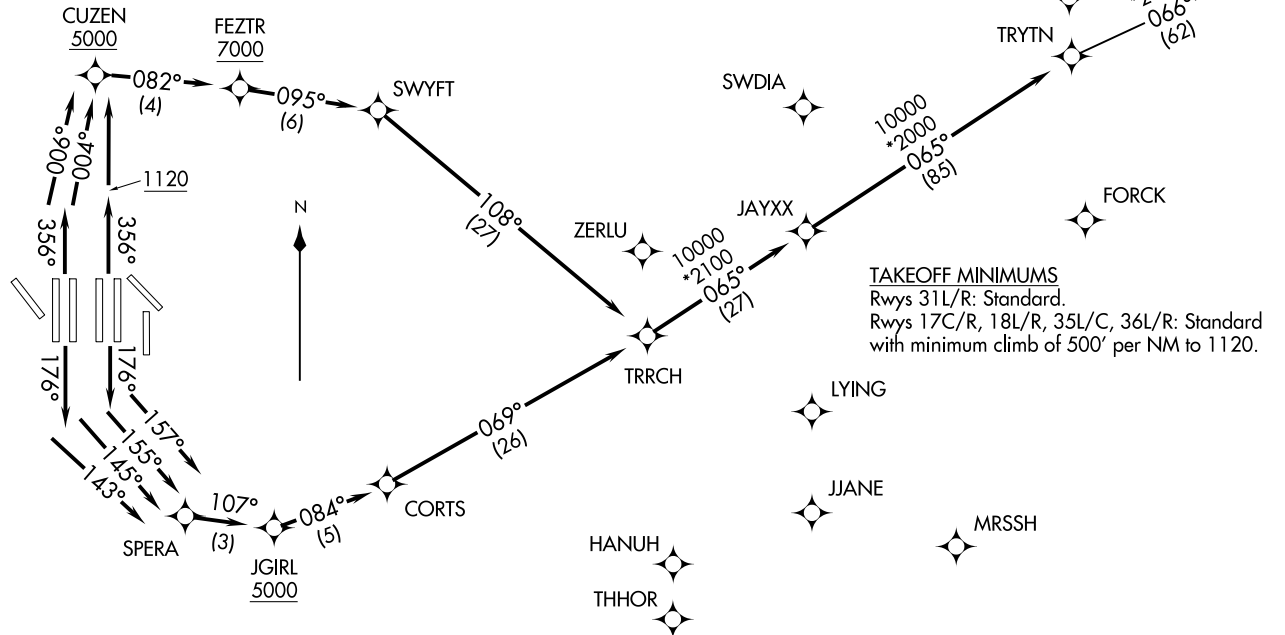 CUZEN
5000
FEZTR
7000
082°
(4)
095°
(6)
SWYFT
TRYTN
066°
(62)
SWDIA
10000
*2000
065°
(85)
006°
004°
1120
356°
356°
N
108°
(27)
ZERLU
10000
*2100
065°
(27)
JAYXX
FORCK
TAKEOFF MINIMUMS
Rwys 31L/R: Standard.
Rwys 17C/R, 18L/R, 35L/C, 36L/R: Standard
with minimum climb of 500' per NM to 1120.
TRRCH
176°
176°
157°
155°
145°
143°
069°
(26)
LYING
SPERA
107°
(3)
JGIRL
5000
084°
(5)
CORTS
JJANE
MRSSH
HANUH
THHOR